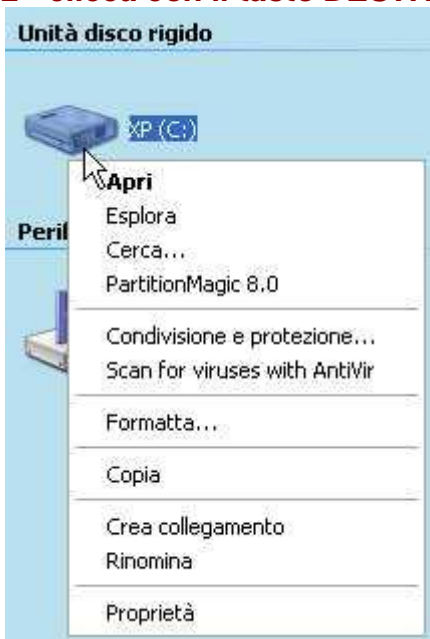 Unità disco rigido
XP (C:)
Apri
Esplora
Cerca...
PartitionMagic 8.0
Condivisione e protezione...
Scan for viruses with AntiVir
Formatta...
Copia
Crea collegamento
Rinomina
Proprietà